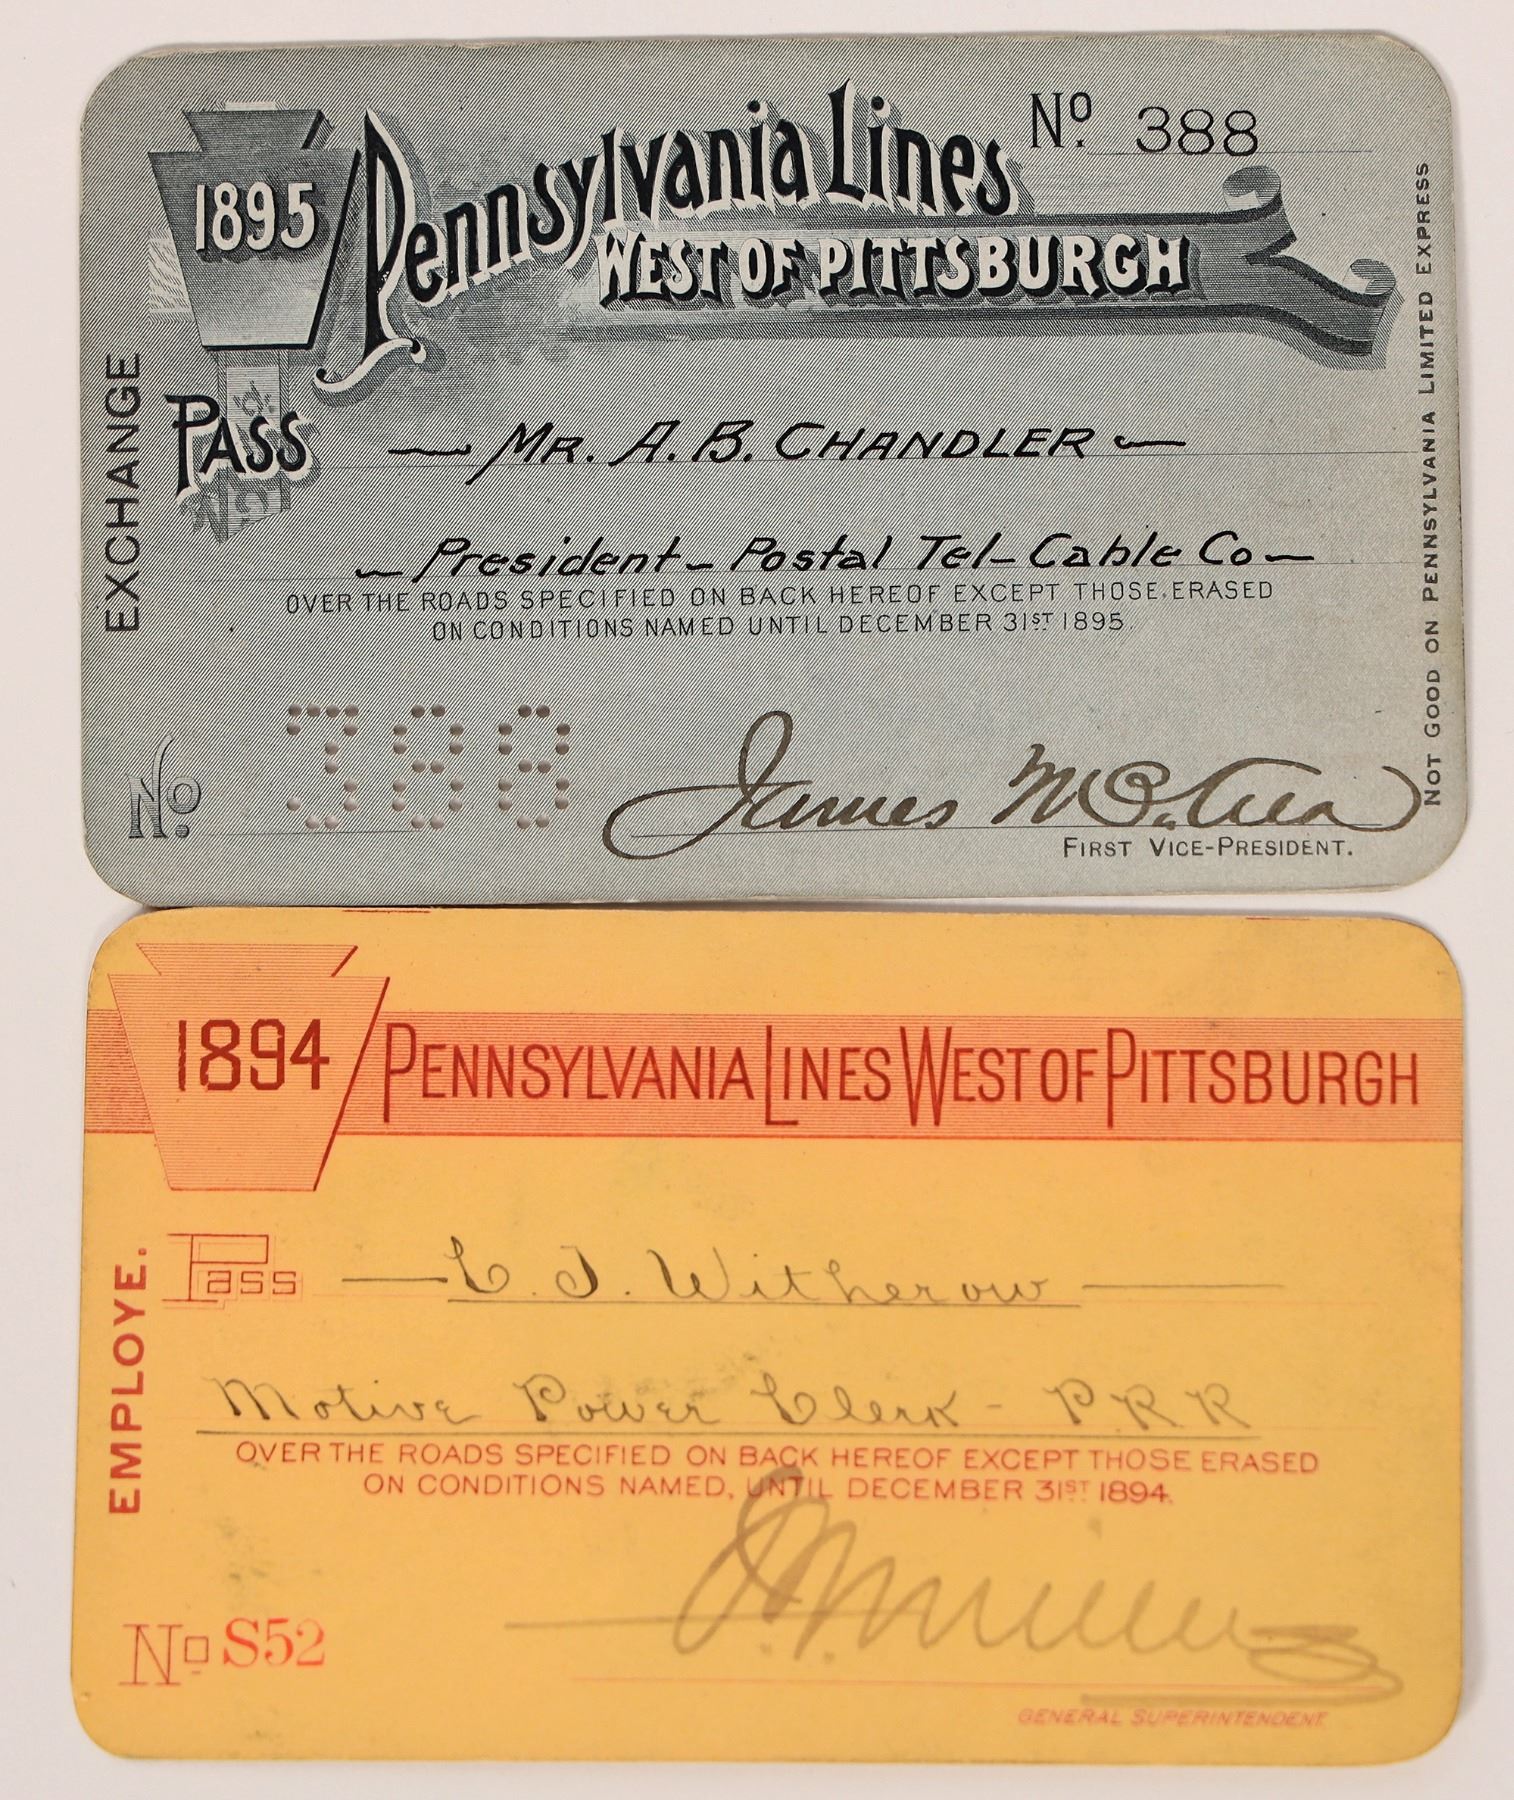 1895
Pennsylvania Lines
No. 388
WEST OF PITTSBURGH
EXCHANGE
PASS
MR. A. B. CHANDLER
President - Postal Tel-Cable Co
OVER THE ROADS SPECIFIED ON BACK HEREOF EXCEPT THOSE ERASED
ON CONDITIONS NAMED UNTIL DECEMBER 31ST 1895.
No. 388
James McCrea
FIRST VICE-PRESIDENT.
NOT GOOD ON PENNSYLVANIA LIMITED EXPRESS
1894
PENNSYLVANIA LINES WEST OF PITTSBURGH
EMPLOYE.
Pass
Witherow
Motive Power Clerk - PRR
OVER THE ROADS SPECIFIED ON BACK HEREOF EXCEPT THOSE ERASED
ON CONDITIONS NAMED, UNTIL DECEMBER 31ST 1894.
No S52
GENERAL SUPERINTENDENT